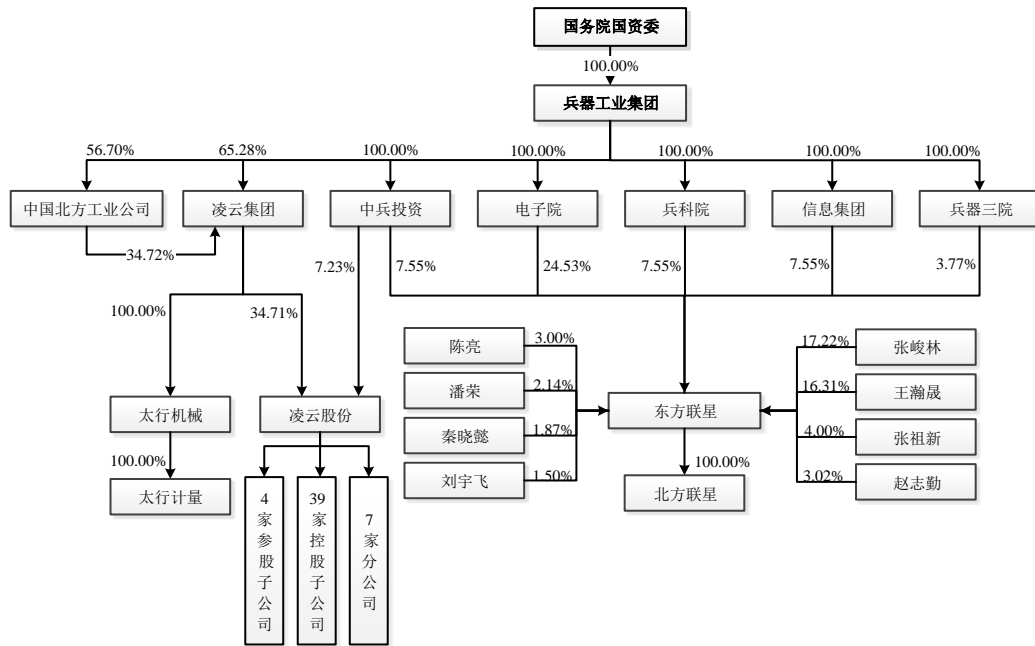 国务院国资委
100.00%
兵器工业集团
56.70%
65.28%
100.00%
100.00%
100.00%
100.00%
100.00%
中国北方工业公司
凌云集团
中兵投资
电子院
兵科院
信息集团
兵器三院
34.72%
7.23%
7.55%
24.53%
7.55%
7.55%
3.77%
100.00%
34.71%
陈亮
3.00%
17.22%
张峻林
潘荣
2.14%
16.31%
王瀚晟
太行机械
凌云股份
东方联星
秦晓懿
1.87%
4.00%
张祖新
100.00%
100.00%
刘宇飞
1.50%
3.02%
赵志勤
太行计量
北方联星
4家参股子公司
39家控股子公司
7家分公司